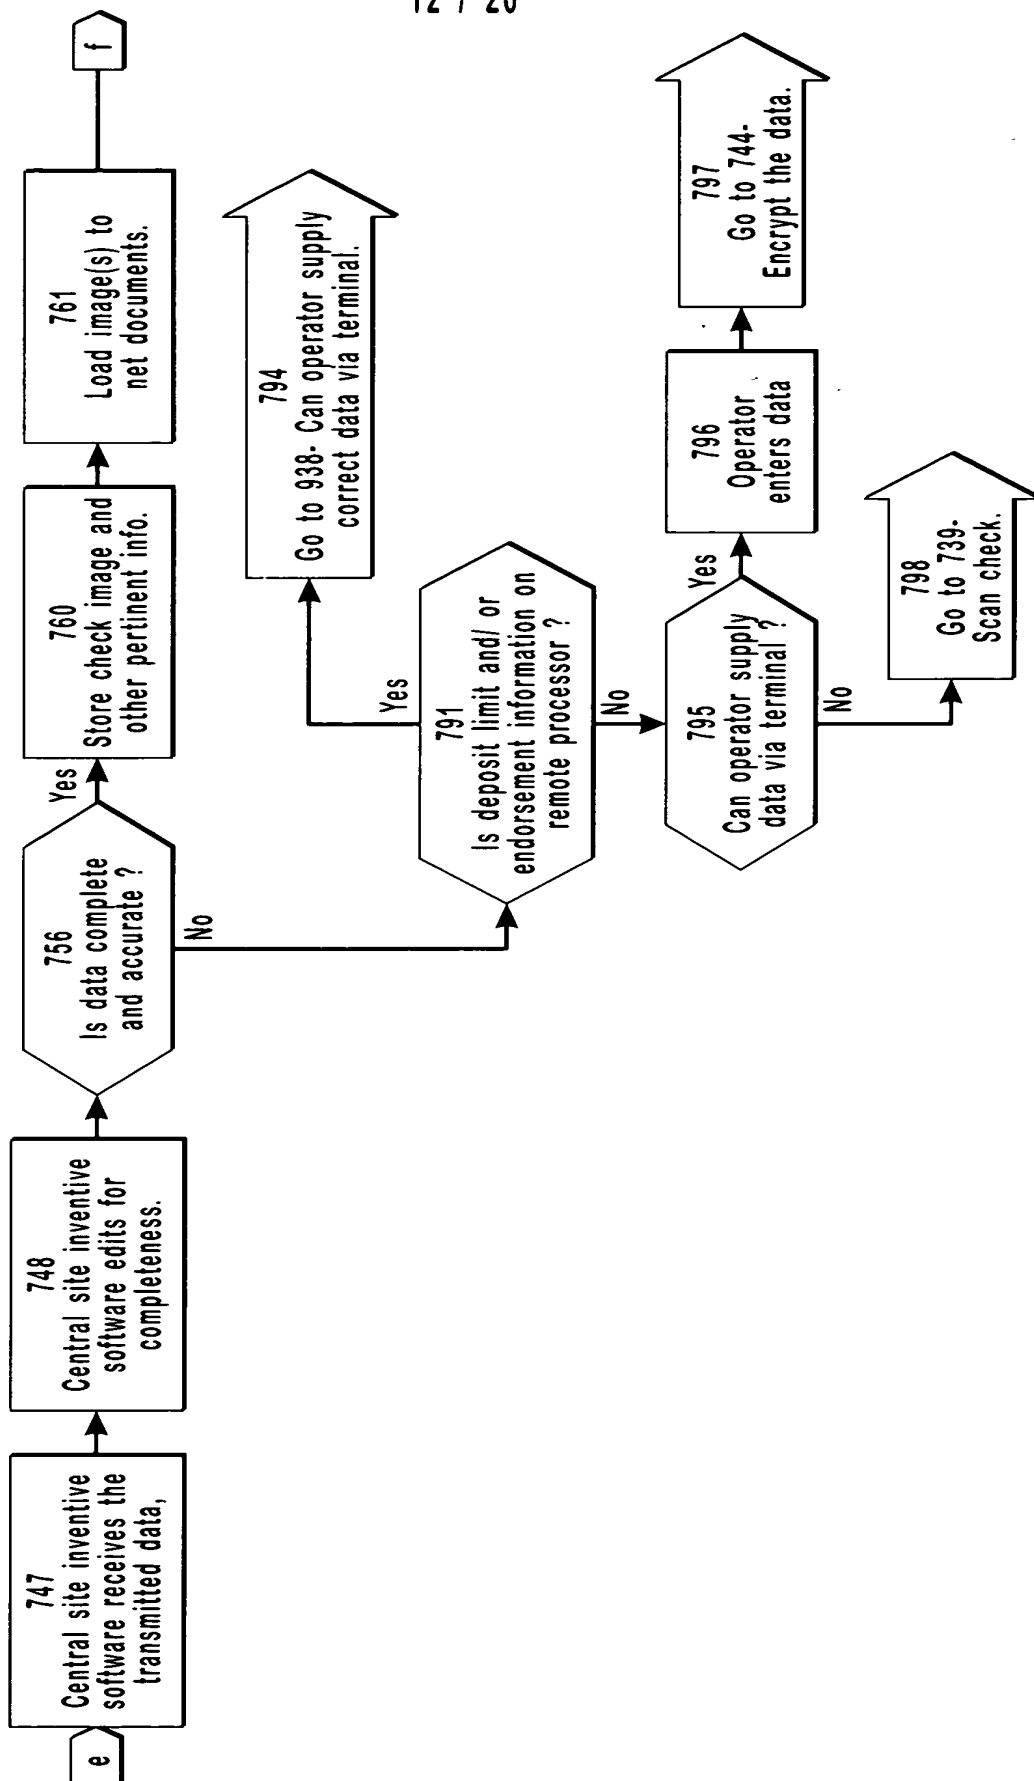 12 / 20
e
747
Central site inventive
software receives the
transmitted data,
748
Central site inventive
software edits for
completeness.
756
Is data complete
and accurate ?
Yes
No
760
Store check image and
other pertinent info.
761
Load image(s) to
net documents.
f
791
Is deposit limit and/ or
endorsement information on
remote processor ?
Yes
No
794
Go to 938- Can operator supply
correct data via terminal.
795
Can operator supply
data via terminal ?
Yes
No
796
Operator
enters data
797
Go to 744-
Encrypt the data.
798
Go to 739-
Scan check.